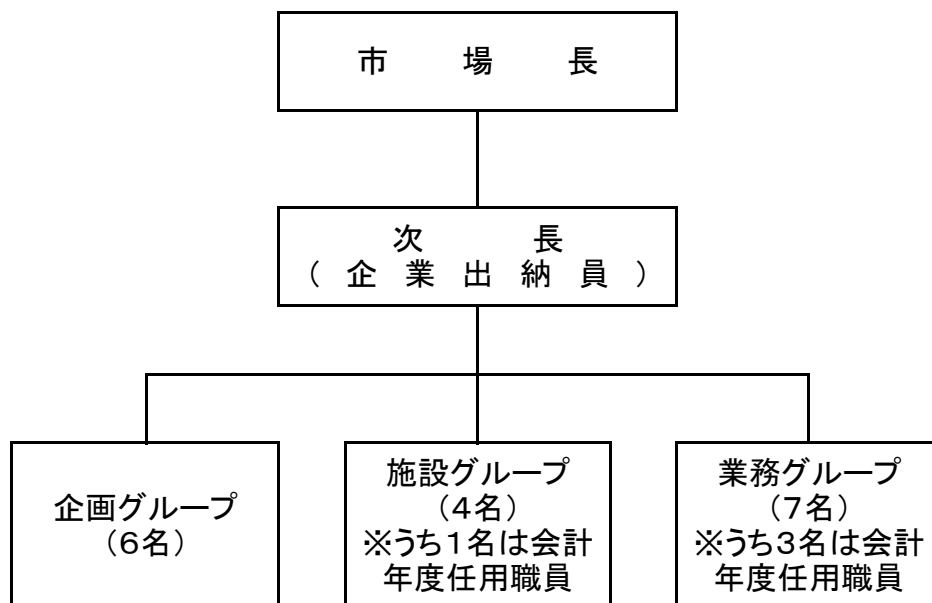 市場長
次長
(企業出納員)
企画グループ
(6名)
施設グループ
(4名)
※うち1名は会計
年度任用職員
業務グループ
(7名)
※うち3名は会計
年度任用職員